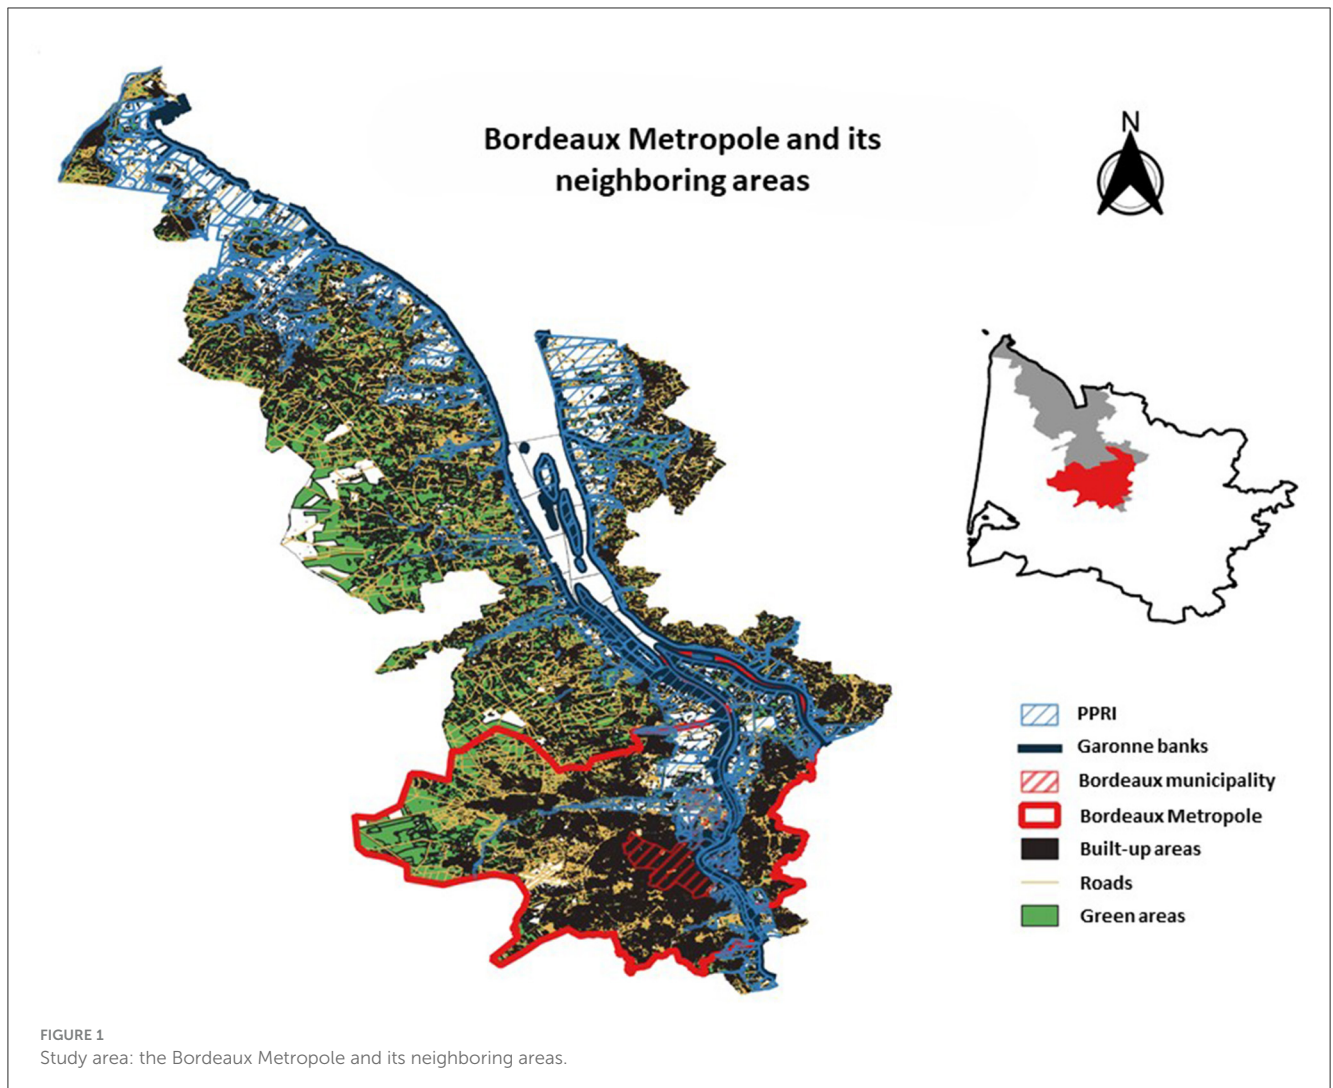 Bordeaux Metropole and its
neighboring areas
N
PPRI
Garonne banks
Bordeaux municipality
Bordeaux Metropole
Built-up areas
Roads
Green areas
FIGURE 1
Study area: the Bordeaux Metropole and its neighboring areas.